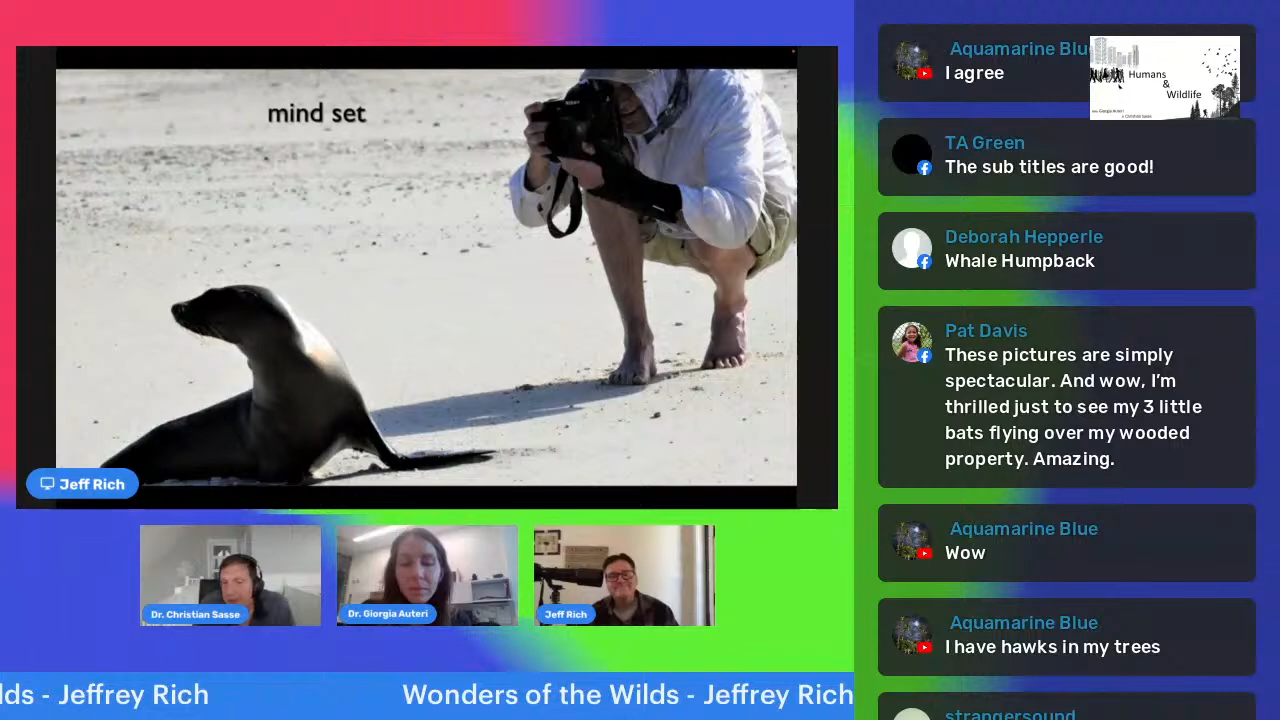 mind set
Jeff Rich
Dr. Christian Sasse
Dr. Giorgia Auteri
Jeff Rich
lds - Jeffrey Rich
Wonders of the Wilds - Jeffrey Rich
Aquamarine Blu
I agree
Humans
&
Wildlife
TA Green
The sub titles are good!
Deborah Hepperle
Whale Humpback
Pat Davis
These pictures are simply
spectacular. And wow, I'm
thrilled just to see my 3 little
bats flying over my wooded
property. Amazing.
Aquamarine Blue
Wow
Aquamarine Blue
I have hawks in my trees
strangersound